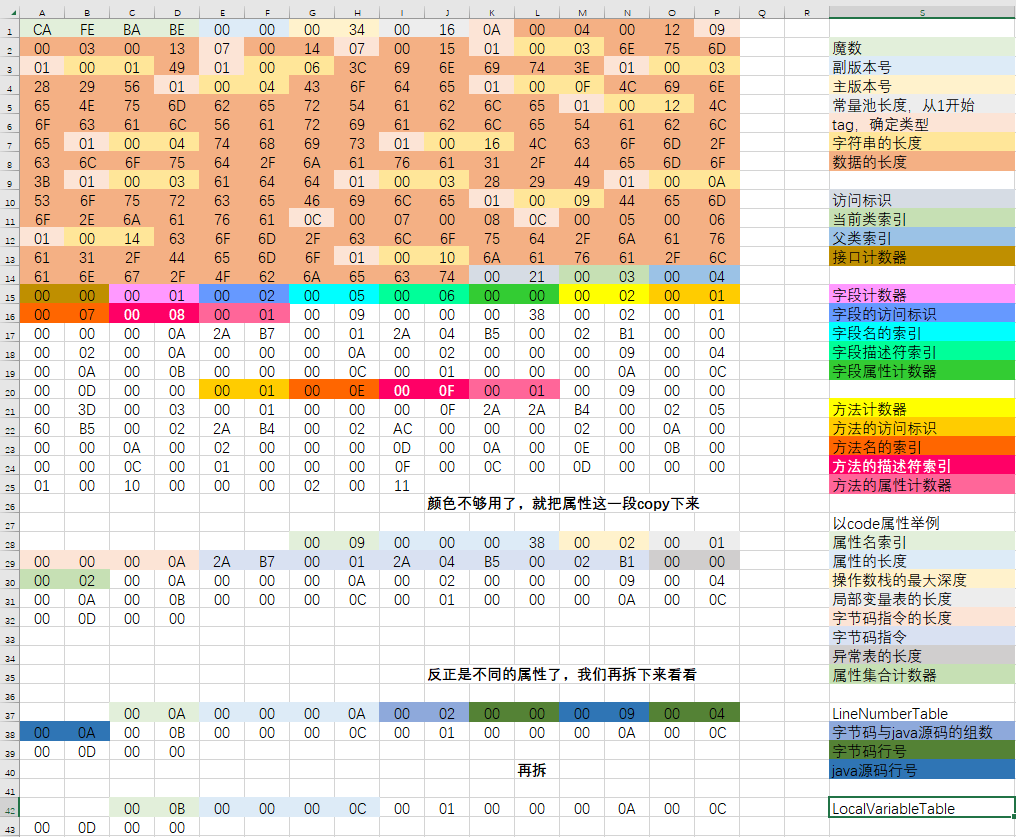 A B C D E F G H I J K L M N O P Q R S
1 CA FE BA BE 00 00 00 34 00 16 0A 00 04 00 12 09
2 00 03 00 13 07 00 14 07 00 15 01 00 03 6E 75 6D 魔数
3 01 00 01 49 01 00 06 3C 69 6E 69 74 3E 01 00 03 副版本号
4 28 29 56 01 00 04 43 6F 64 65 01 00 0F 4C 69 6E 主版本号
5 65 4E 75 6D 62 65 72 54 61 62 6C 65 01 00 12 4C 常量池长度，从1开始
6 6F 63 61 6C 56 61 72 69 61 62 6C 65 54 61 62 6C tag，确定类型
7 65 01 00 04 74 68 69 73 01 00 16 4C 63 6F 6D 2F 字符串的长度
8 63 6C 6F 75 64 2F 6A 61 76 61 31 2F 44 65 6D 6F 数据的长度
9 3B 01 00 03 61 64 64 01 00 03 28 29 49 01 00 0A
10 53 6F 75 72 63 65 46 69 6C 65 01 00 09 44 65 6D 访问标识
11 6F 2E 6A 61 76 61 0C 00 07 00 08 0C 00 05 00 06 当前类索引
12 01 00 14 63 6F 6D 2F 63 6C 6F 75 64 2F 6A 61 76 父类索引
13 61 31 2F 44 65 6D 6F 01 00 10 6A 61 76 61 2F 6C 接口计数器
14 61 6E 67 2F 4F 62 6A 65 63 74 00 21 00 03 00 04
15 00 00 00 01 00 02 00 05 00 06 00 00 00 02 00 01 字段计数器
16 00 07 00 08 00 01 00 09 00 00 00 38 00 02 00 01 字段的访问标识
17 00 00 00 0A 2A B7 00 01 2A 04 B5 00 02 B1 00 00 字段名的索引
18 00 02 00 0A 00 00 00 0A 00 02 00 00 00 09 00 04 字段描述符索引
19 00 0A 00 0B 00 00 00 0C 00 01 00 00 00 0A 00 0C 字段属性计数器
20 00 0D 00 00 00 01 00 0E 00 0F 00 01 00 09 00 00
21 00 3D 00 03 00 01 00 00 00 0F 2A 2A B4 00 02 05 方法计数器
22 60 B5 00 02 2A B4 00 02 AC 00 00 00 02 00 0A 00 方法的访问标识
23 00 00 0A 00 02 00 00 00 0D 00 0A 00 0E 00 0B 00 方法名的索引
24 00 00 0C 00 01 00 00 00 0F 00 0C 00 0D 00 00 00 方法的描述符索引
25 01 00 10 00 00 00 02 00 11 方法的属性计数器
26 颜色不够用了，就把属性这一段copy下来
27 以code属性举例
28 00 09 00 00 00 38 00 02 00 01 属性名索引
29 00 00 00 0A 2A B7 00 01 2A 04 B5 00 02 B1 00 00 属性的长度
30 00 02 00 0A 00 00 00 0A 00 02 00 00 00 09 00 04 操作数栈的最大深度
31 00 0A 00 0B 00 00 00 0C 00 01 00 00 00 0A 00 0C 局部变量表的长度
32 00 0D 00 00 字节码指令的长度
33 字节码指令
34 异常表的长度
35 反正是不同的属性了，我们再拆下来看看 属性集合计数器
36
37 00 0A 00 00 00 0A 00 02 00 00 00 09 00 04 LineNumberTable
38 00 0A 00 0B 00 00 00 0C 00 01 00 00 00 0A 00 0C 字节码与java源码的组数
39 00 0D 00 00 字节码行号
40 再拆 java源码行号
41
42 00 0B 00 00 00 0C 00 01 00 00 00 0A 00 0C LocalVariableTable
43 00 0D 00 00